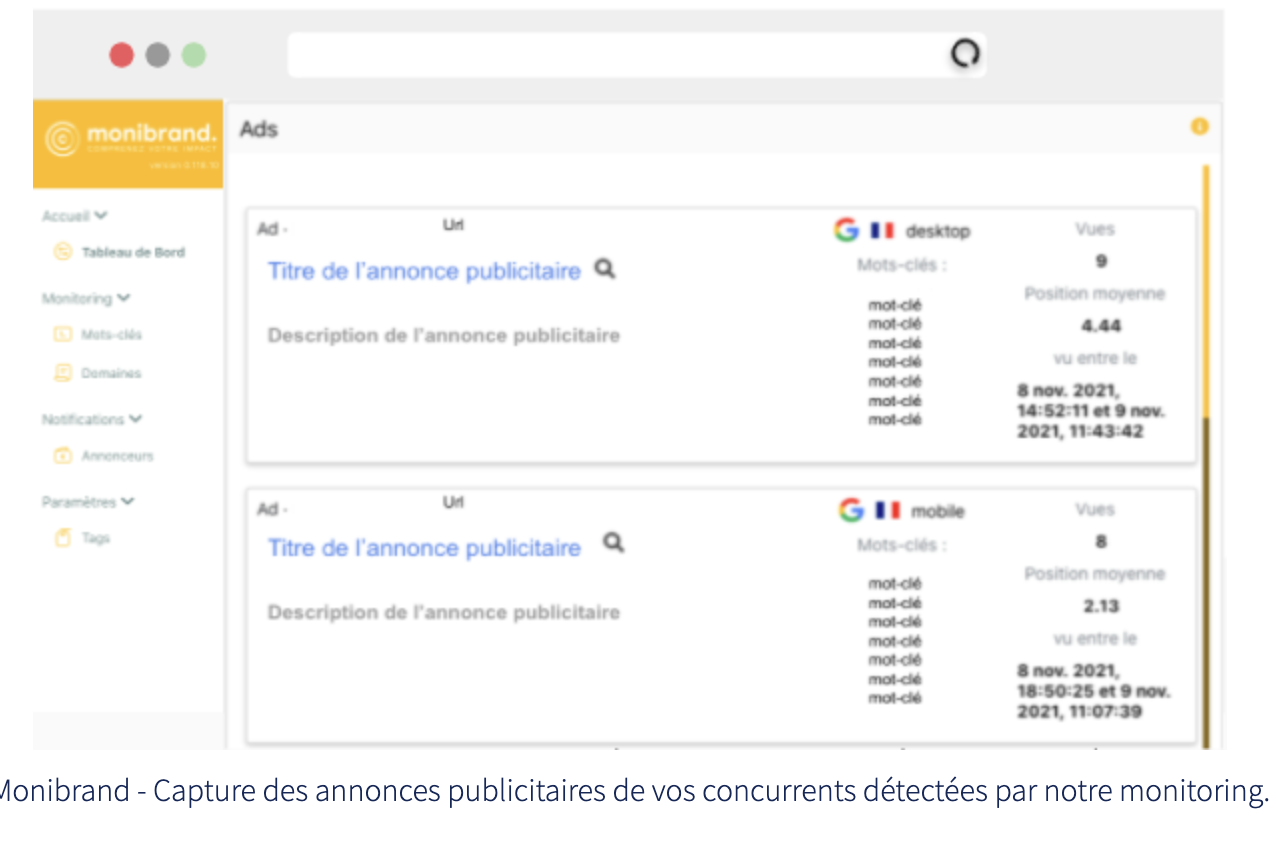 monibrand.
COMPRENEZ VOTRE IMPACT
Ads
Accueil
Tableau de Bord
Monitoring
Mots-clés
Domaines
Notifications
Annonceurs
Paramètres
Tags
Ad -
Url
Titre de l'annonce publicitaire
Description de l'annonce publicitaire
desktop
Mots-clés :
mot-clé
mot-clé
mot-clé
mot-clé
mot-clé
mot-clé
mot-clé
Vues
9
Position moyenne
4.44
vu entre le
8 nov. 2021,
14:52:11 et 9 nov.
2021, 11:43:42
Ad -
Url
Titre de l'annonce publicitaire
Description de l'annonce publicitaire
mobile
Mots-clés :
mot-clé
mot-clé
mot-clé
mot-clé
mot-clé
mot-clé
mot-clé
Vues
8
Position moyenne
2.13
vu entre le
8 nov. 2021,
18:50:25 et 9 nov.
2021, 11:07:39
Monibrand - Capture des annonces publicitaires de vos concurrents détectées par notre monitoring.